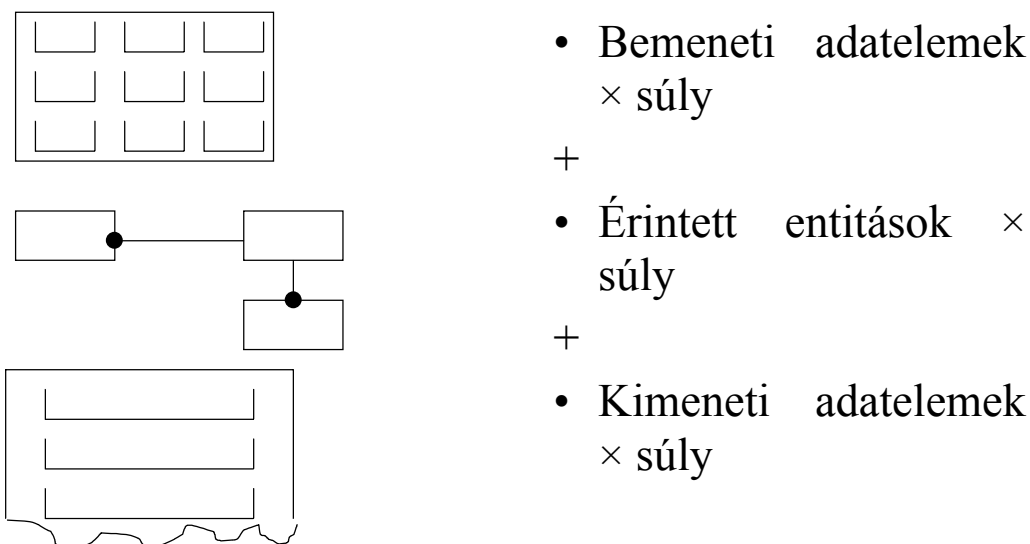 • Bemeneti adatelemek
× súly
+
• Érintett entitások ×
súly
+
• Kimeneti adatelemek
× súly